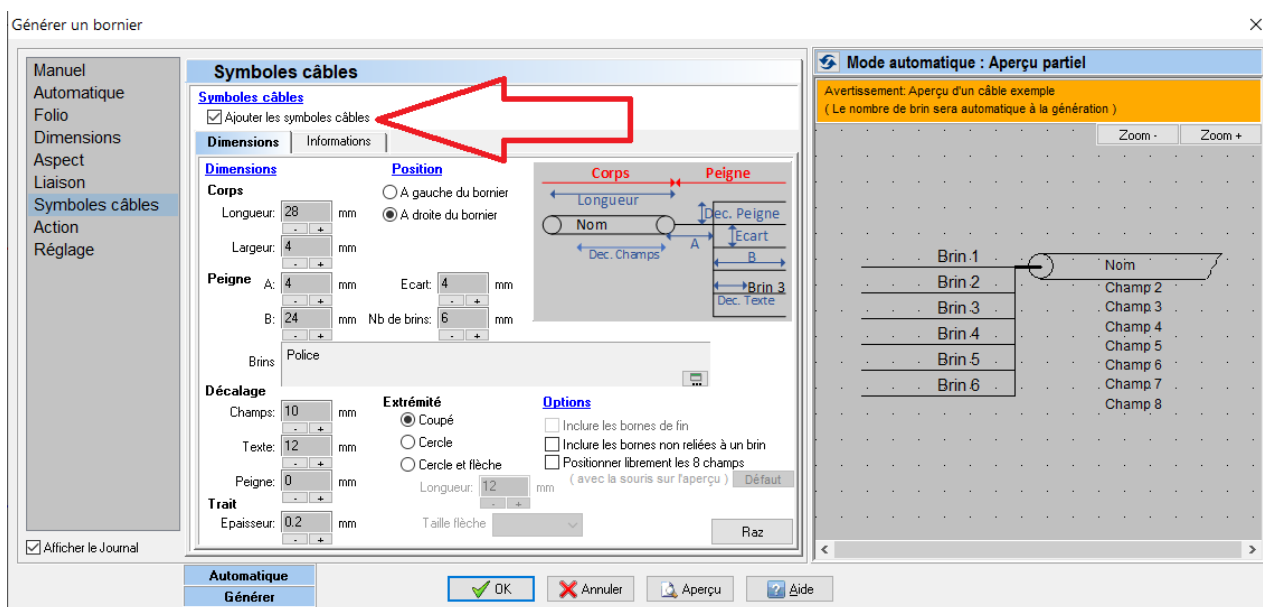 Générer un bornier
Manuel
Automatique
Folio
Dimensions
Aspect
Liaison
Symboles câbles
Action
Réglage
Afficher le Journal
Symboles câbles
Symboles câbles
Ajouter les symboles câbles
Dimensions Informations
Dimensions
Corps
Longueur: 28 mm
- +
Largeur: 4 mm
- +
Position
A gauche du bornier
A droite du bornier
Peigne A: 4 mm Ecart: 4 mm
- + - +
B: 24 mm Nb de brins: 6 mm
- + - +
Brins Police
Corps Peigne
Longueur
Dec. Peigne
Nom
Ecart
A
Dec. Champs
B
Brin 3
Dec. Texte
Décalage
Champs: 10 mm
- +
Texte: 12 mm
- +
Peigne: 0 mm
- +
Trait
Epaisseur: 0.2 mm
- +
Extrémité
Coupé
Cercle
Cercle et flèche
Longueur: 12 mm
- +
Taille flèche
Options
Inclure les bornes de fin
Inclure les bornes non reliées à un brin
Positionner librement les 8 champs
( avec la souris sur l'aperçu ) Défaut
Raz
Mode automatique : Aperçu partiel
Avertissement: Aperçu d'un câble exemple
( Le nombre de brin sera automatique à la génération )
Zoom - Zoom +
Brin 1
Brin 2
Brin 3
Brin 4
Brin 5
Brin 6
Nom
Champ 2
Champ 3
Champ 4
Champ 5
Champ 6
Champ 7
Champ 8
Automatique
Générer
OK Annuler Aperçu Aide